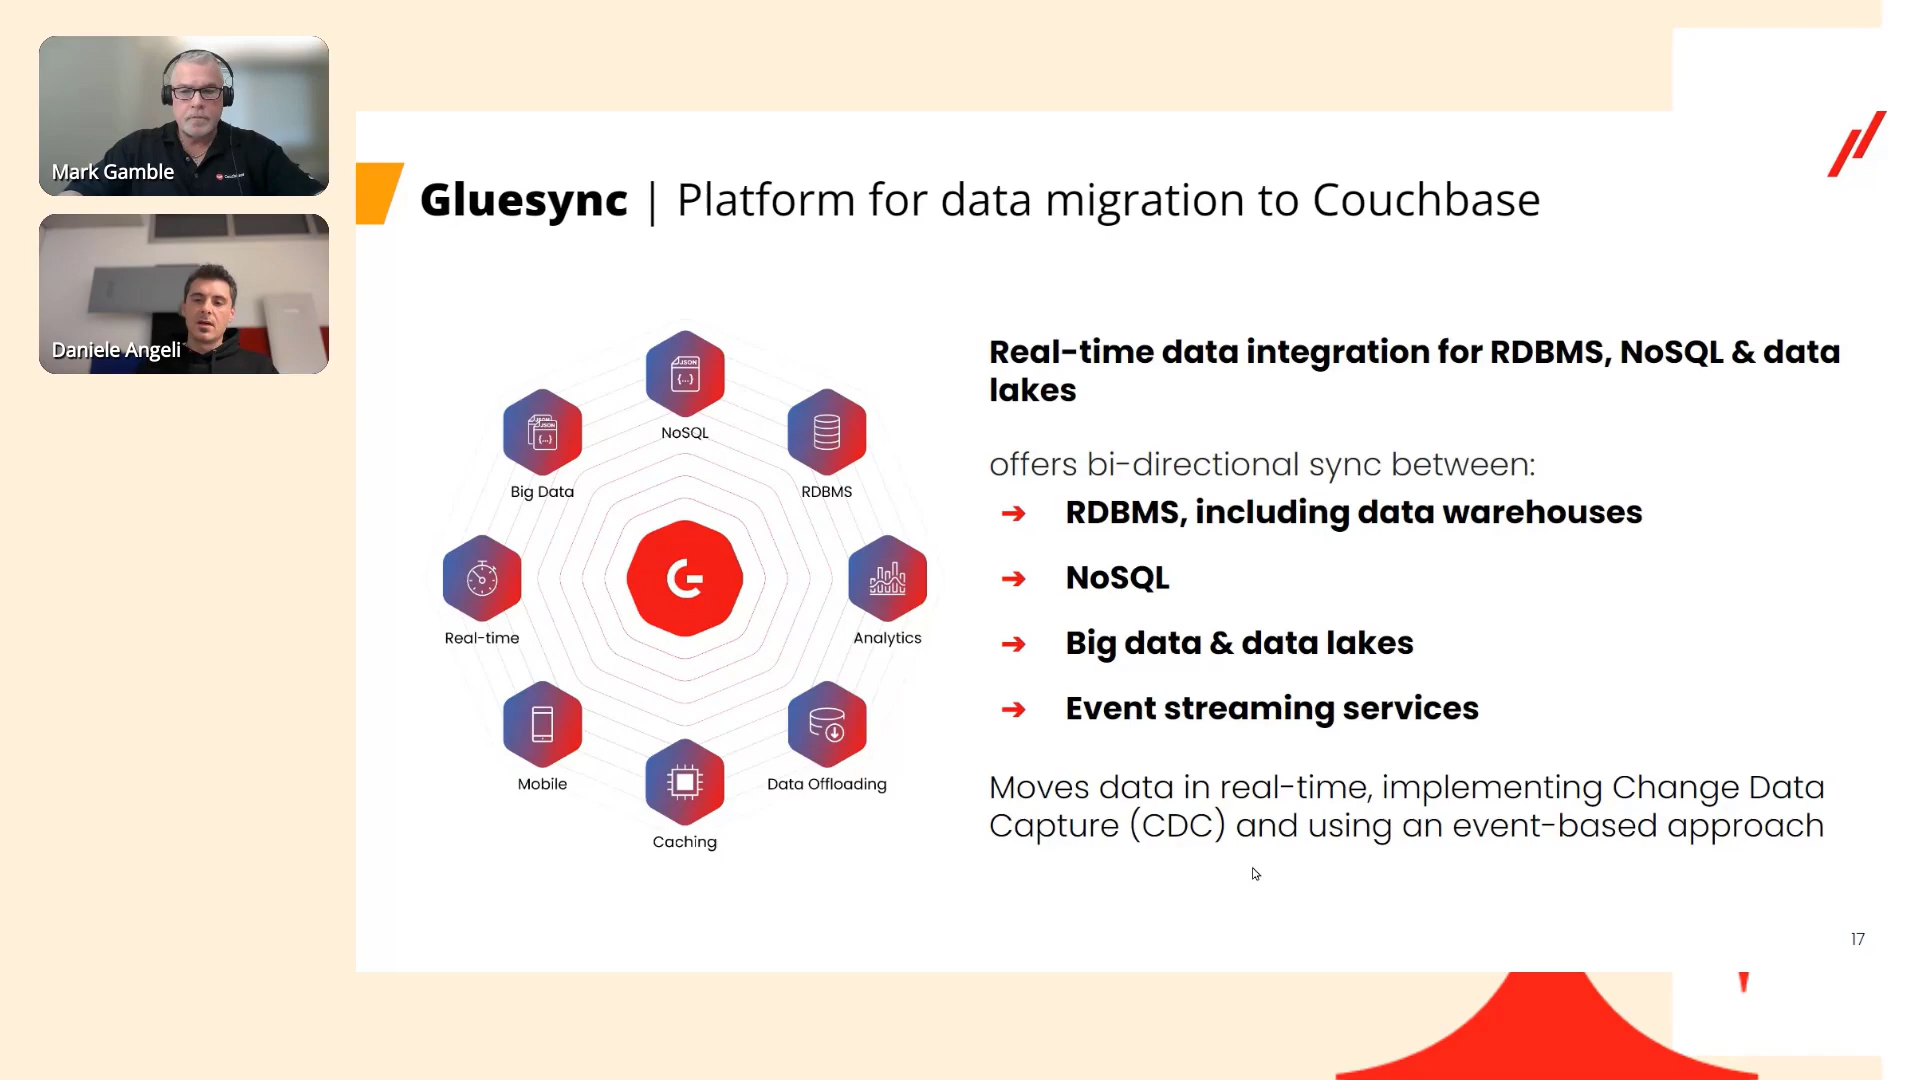 Mark Gamble
Daniele Angeli
Gluesync | Platform for data migration to Couchbase
NoSQL
Big Data
RDBMS
Real-time
Analytics
Mobile
Data Offloading
Caching
Real-time data integration for RDBMS, NoSQL & data
lakes
offers bi-directional sync between:
➔ RDBMS, including data warehouses
➔ NoSQL
➔ Big data & data lakes
➔ Event streaming services
Moves data in real-time, implementing Change Data
Capture (CDC) and using an event-based approach
17